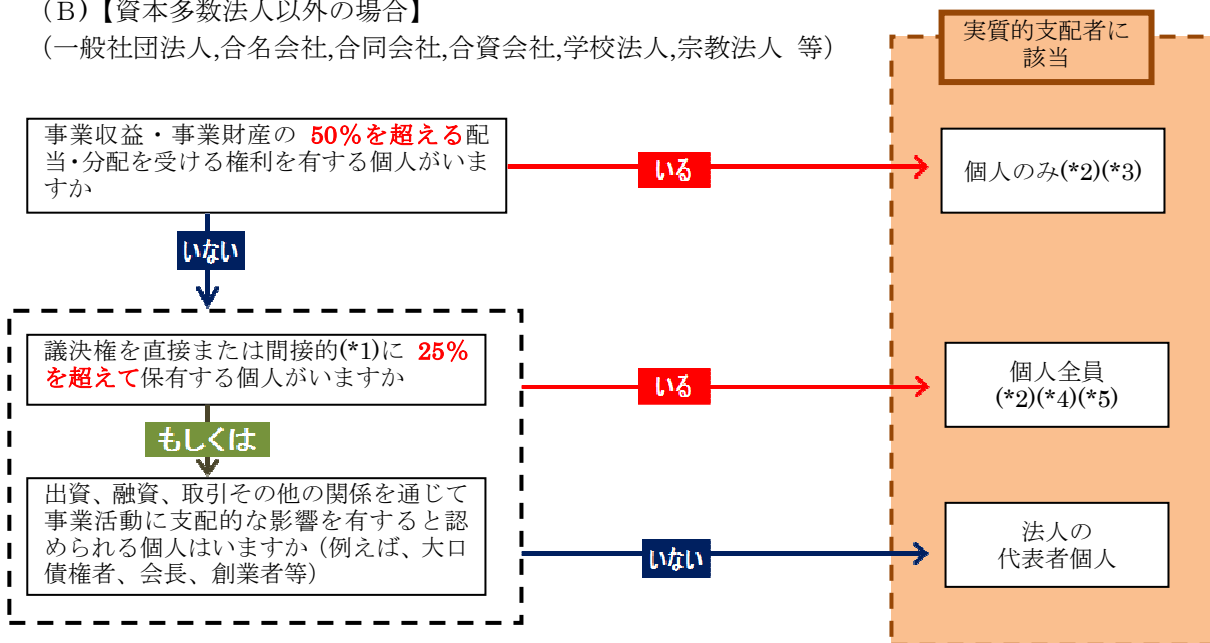 (B)【資本多数法人以外の場合】
(一般社団法人,合名会社,合同会社,合資会社,学校法人,宗教法人 等)
実質的支配者に
該当
事業収益・事業財産の 50%を超える配
当・分配を受ける権利を有する個人がいま
すか
いる
個人のみ(*2)(*3)
いない
議決権を直接または間接的(*1)に 25%
を超えて保有する個人がいますか
いる
個人全員
(*2)(*4)(*5)
もしくは
出資、融資、取引その他の関係を通じて
事業活動に支配的な影響を有すると認
められる個人はいますか(例えば、大口
債権者、会長、創業者等)
いない
法人の
代表者個人